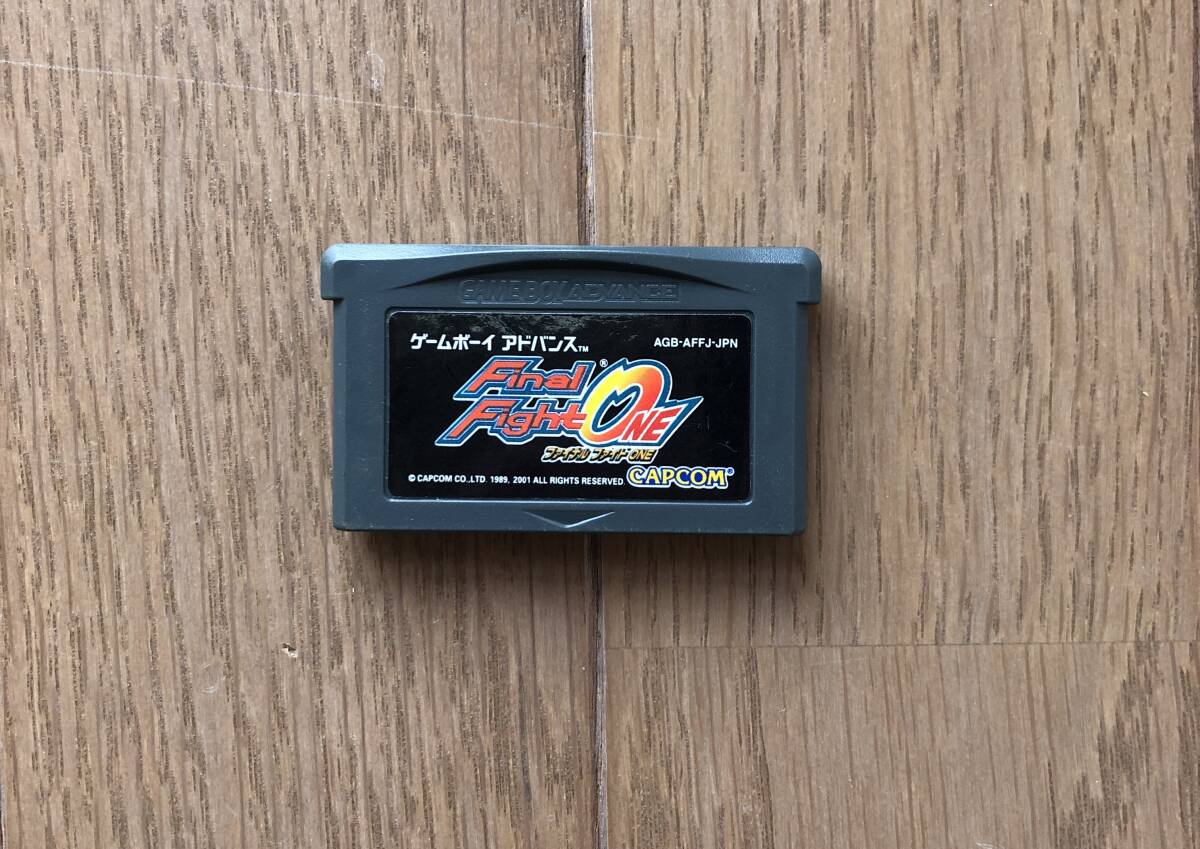 GAME BOY ADVANCE
ゲームボーイ アドバンス™ AGB-AFFJ-JPN
Final®
Fight ONE
ファイナル ファイト ONE
© CAPCOM CO.,LTD. 1989, 2001 ALL RIGHTS RESERVED. CAPCOM®